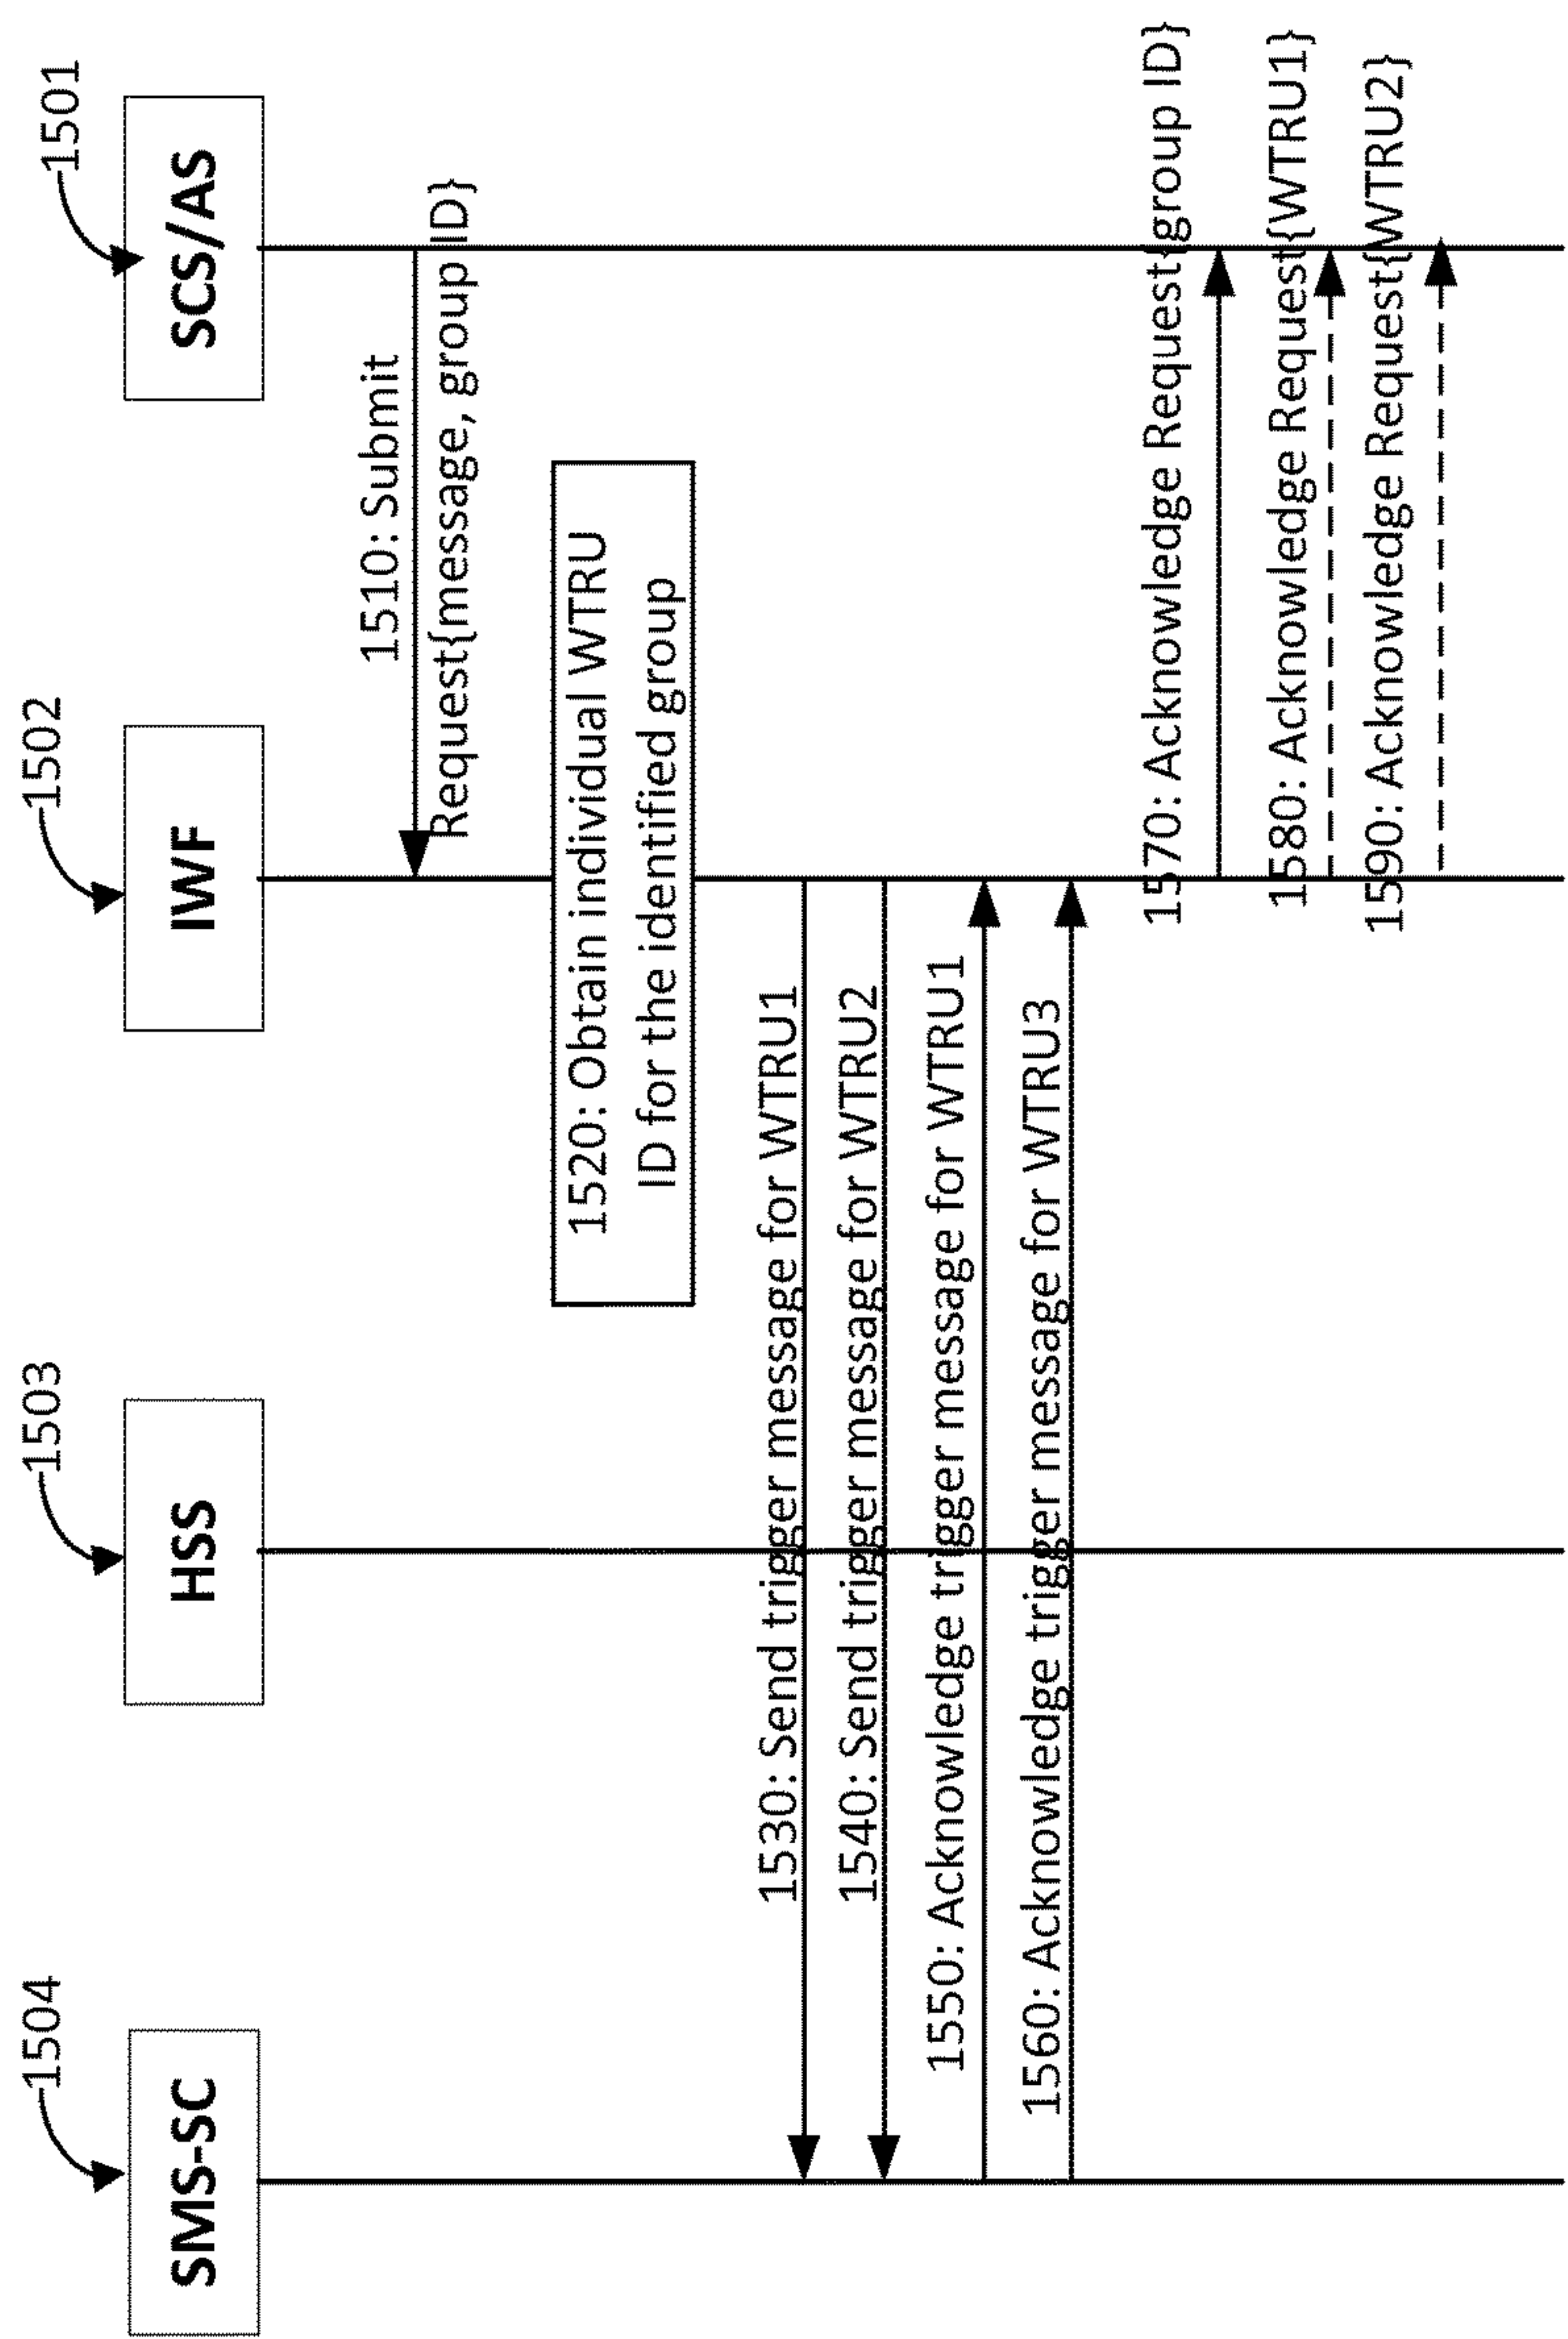 1504
1503
1502
1501
SMS-SC
HSS
IWF
SCS/AS
1510: Submit
Request{message, group ID}
1520: Obtain individual WTRU
ID for the identified group
1530: Send trigger message for WTRU1
1540: Send trigger message for WTRU2
1550: Acknowledge trigger message for WTRU1
1560: Acknowledge trigger message for WTRU3
1570: Acknowledge Request{group ID}
1580: Acknowledge Request{WTRU1}
1590: Acknowledge Request{WTRU2}